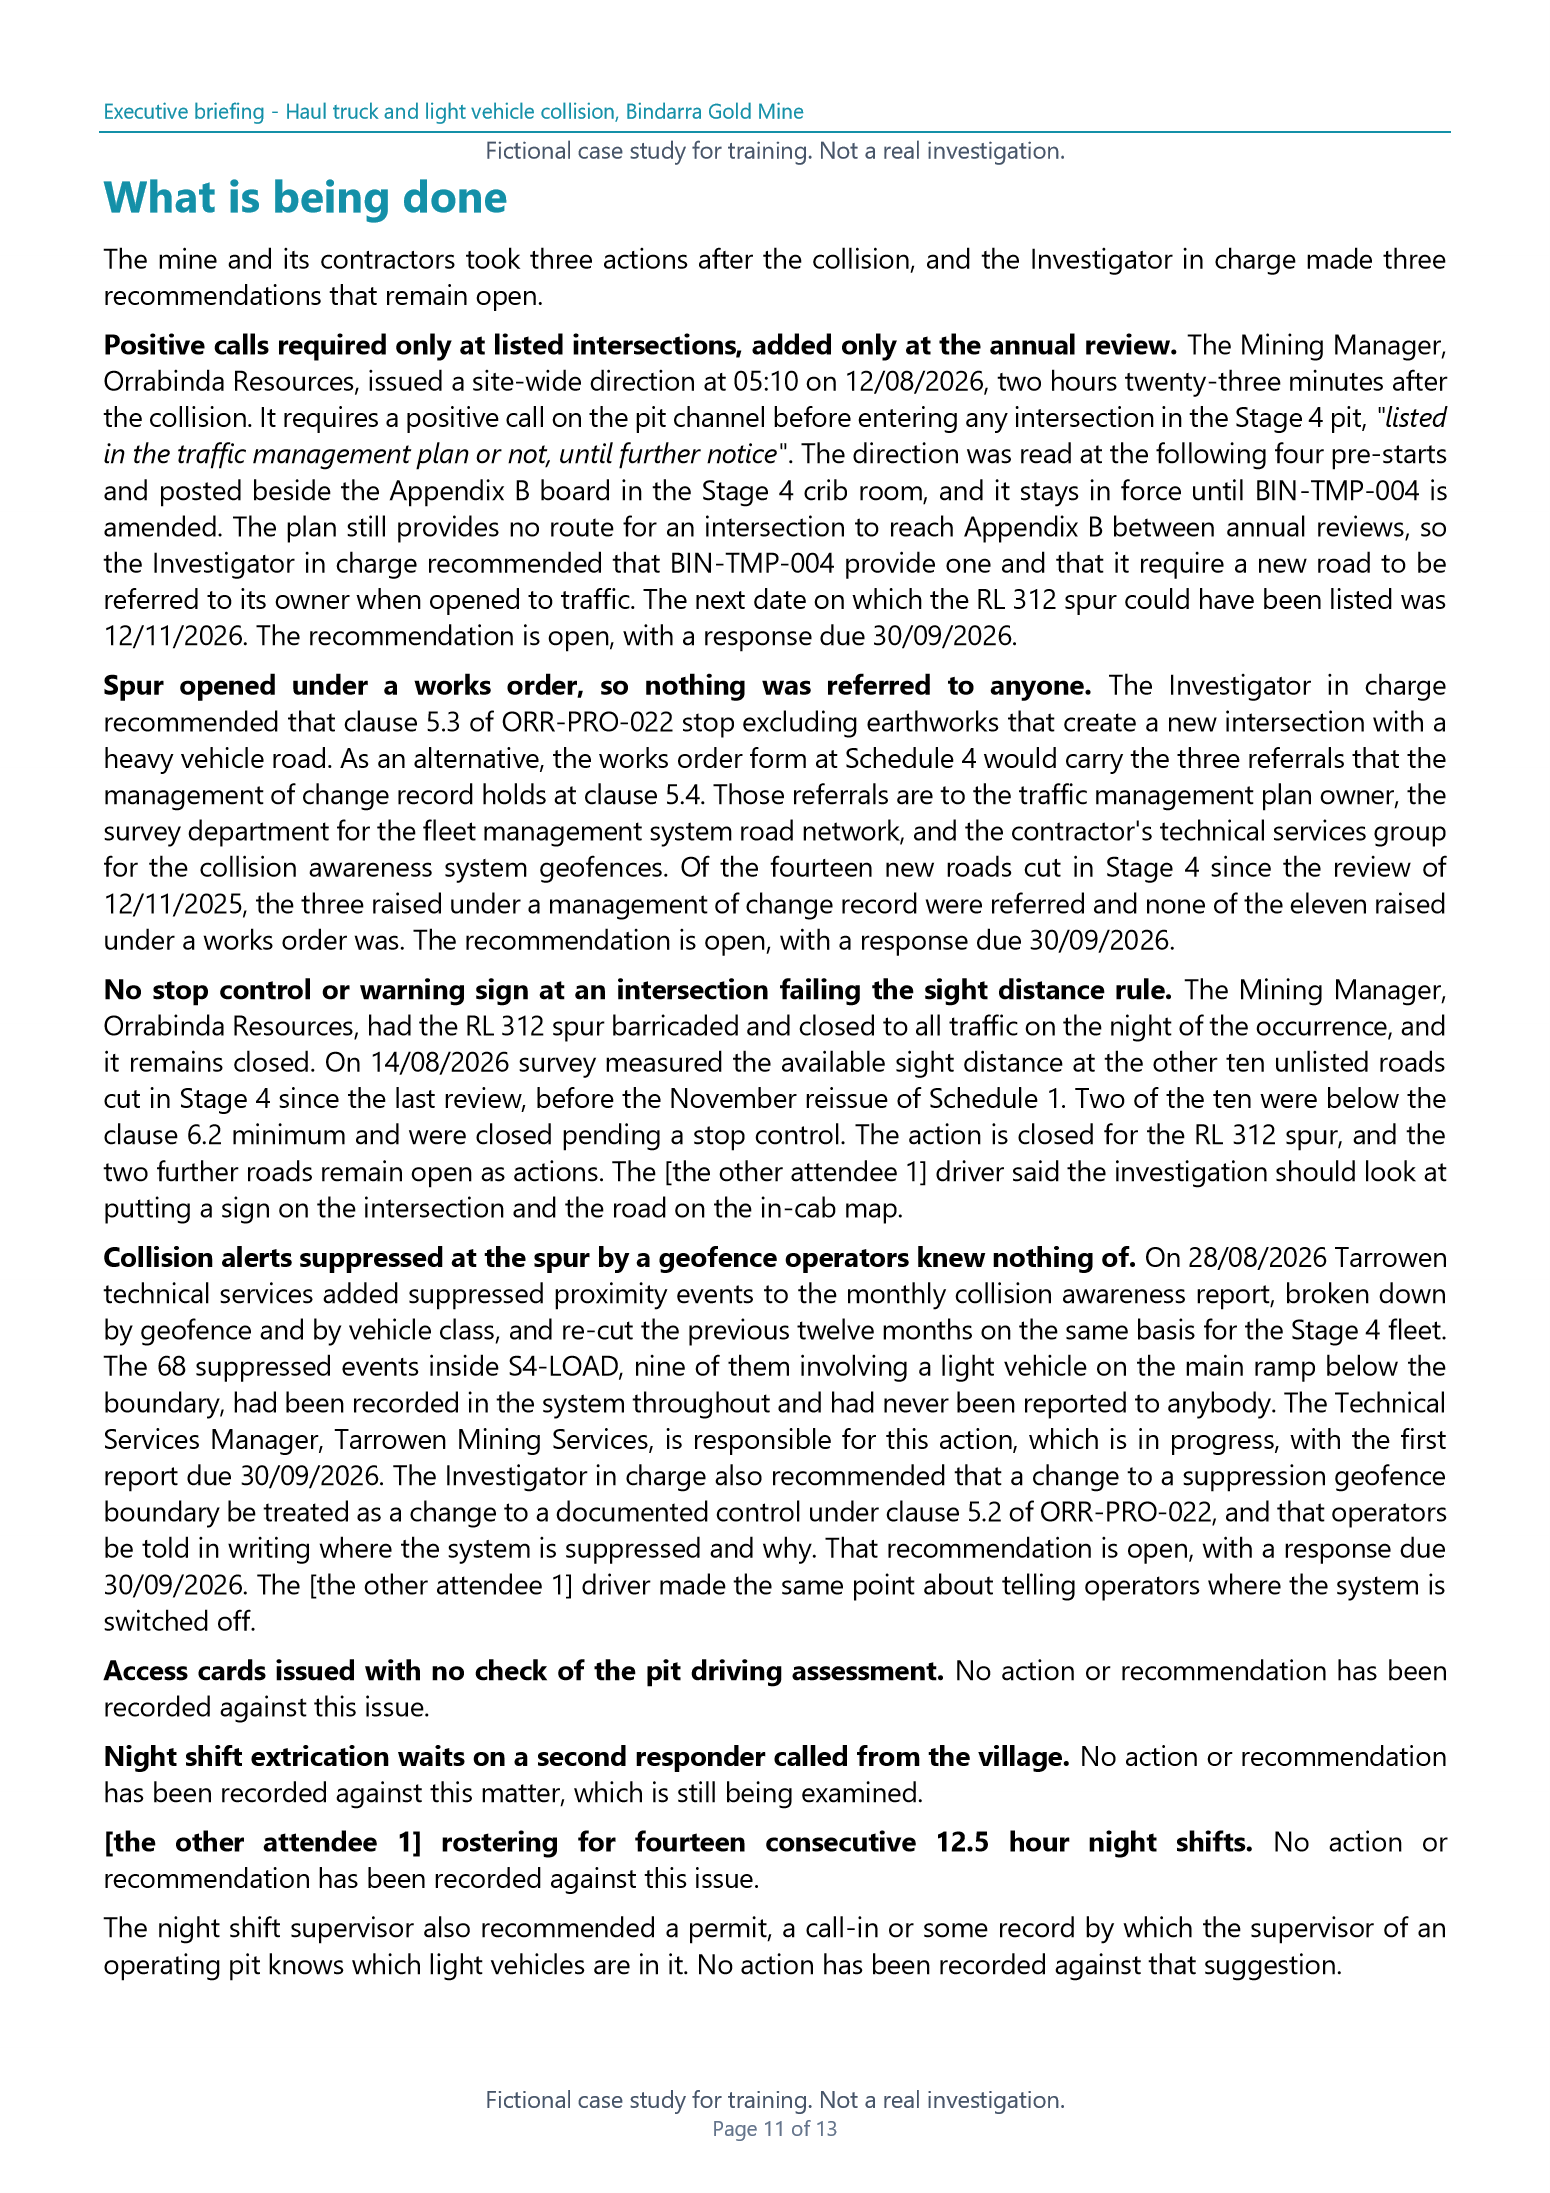 Executive briefing - Haul truck and light vehicle collision, Bindarra Gold Mine
Fictional case study for training. Not a real investigation.
What is being done
The mine and its contractors took three actions after the collision, and the Investigator in charge made three
recommendations that remain open.
Positive calls required only at listed intersections, added only at the annual review. The Mining Manager,
Orrabinda Resources, issued a site-wide direction at 05:10 on 12/08/2026, two hours twenty-three minutes after
the collision. It requires a positive call on the pit channel before entering any intersection in the Stage 4 pit, "listed
in the traffic management plan or not, until further notice". The direction was read at the following four pre-starts
and posted beside the Appendix B board in the Stage 4 crib room, and it stays in force until BIN-TMP-004 is
amended. The plan still provides no route for an intersection to reach Appendix B between annual reviews, so
the Investigator in charge recommended that BIN-TMP-004 provide one and that it require a new road to be
referred to its owner when opened to traffic. The next date on which the RL 312 spur could have been listed was
12/11/2026. The recommendation is open, with a response due 30/09/2026.
Spur opened under a works order, so nothing was referred to anyone. The Investigator in charge
recommended that clause 5.3 of ORR-PRO-022 stop excluding earthworks that create a new intersection with a
heavy vehicle road. As an alternative, the works order form at Schedule 4 would carry the three referrals that the
management of change record holds at clause 5.4. Those referrals are to the traffic management plan owner, the
survey department for the fleet management system road network, and the contractor's technical services group
for the collision awareness system geofences. Of the fourteen new roads cut in Stage 4 since the review of
12/11/2025, the three raised under a management of change record were referred and none of the eleven raised
under a works order was. The recommendation is open, with a response due 30/09/2026.
No stop control or warning sign at an intersection failing the sight distance rule. The Mining Manager,
Orrabinda Resources, had the RL 312 spur barricaded and closed to all traffic on the night of the occurrence, and
it remains closed. On 14/08/2026 survey measured the available sight distance at the other ten unlisted roads
cut in Stage 4 since the last review, before the November reissue of Schedule 1. Two of the ten were below the
clause 6.2 minimum and were closed pending a stop control. The action is closed for the RL 312 spur, and the
two further roads remain open as actions. The [the other attendee 1] driver said the investigation should look at
putting a sign on the intersection and the road on the in-cab map.
Collision alerts suppressed at the spur by a geofence operators knew nothing of. On 28/08/2026 Tarrowen
technical services added suppressed proximity events to the monthly collision awareness report, broken down
by geofence and by vehicle class, and re-cut the previous twelve months on the same basis for the Stage 4 fleet.
The 68 suppressed events inside S4-LOAD, nine of them involving a light vehicle on the main ramp below the
boundary, had been recorded in the system throughout and had never been reported to anybody. The Technical
Services Manager, Tarrowen Mining Services, is responsible for this action, which is in progress, with the first
report due 30/09/2026. The Investigator in charge also recommended that a change to a suppression geofence
boundary be treated as a change to a documented control under clause 5.2 of ORR-PRO-022, and that operators
be told in writing where the system is suppressed and why. That recommendation is open, with a response due
30/09/2026. The [the other attendee 1] driver made the same point about telling operators where the system is
switched off.
Access cards issued with no check of the pit driving assessment. No action or recommendation has been
recorded against this issue.
Night shift extrication waits on a second responder called from the village. No action or recommendation
has been recorded against this matter, which is still being examined.
[the other attendee 1] rostering for fourteen consecutive 12.5 hour night shifts. No action or
recommendation has been recorded against this issue.
The night shift supervisor also recommended a permit, a call-in or some record by which the supervisor of an
operating pit knows which light vehicles are in it. No action has been recorded against that suggestion.
Fictional case study for training. Not a real investigation.
Page 11 of 13